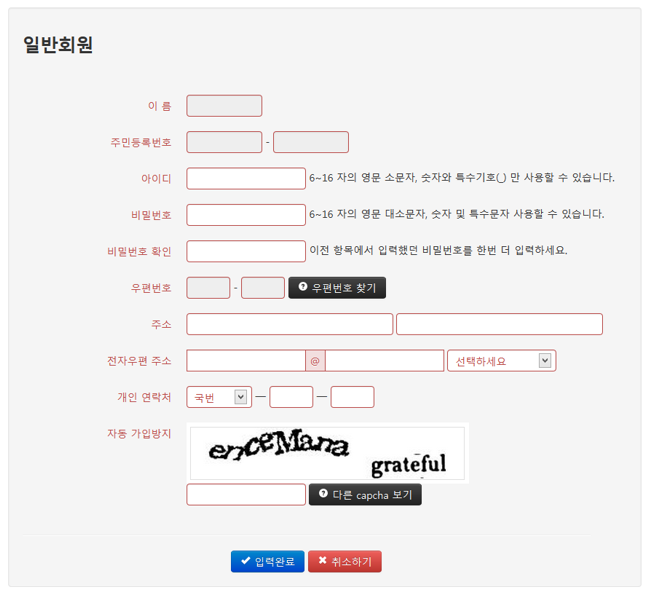 일반회원
이 름
주민등록번호 -
아이디 6~16 자의 영문 소문자, 숫자와 특수기호(_) 만 사용할 수 있습니다.
비밀번호 6~16 자의 영문 대소문자, 숫자 및 특수문자 사용할 수 있습니다.
비밀번호 확인 이전 항목에서 입력했던 비밀번호를 한번 더 입력하세요.
우편번호 - 우편번호 찾기
주소
전자우편 주소 @ 선택하세요
개인 연락처 국번 — —
자동 가입방지
enceMana grateful
다른 capcha 보기
입력완료 취소하기